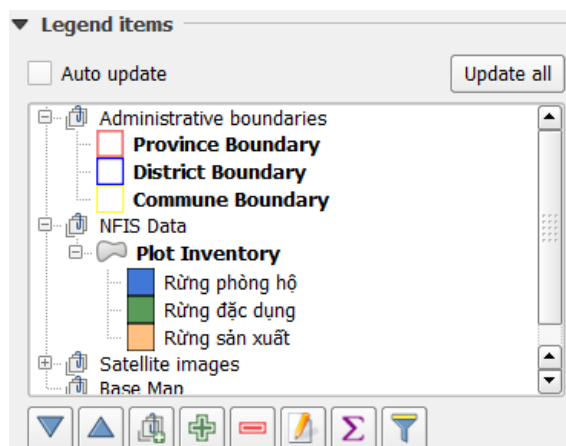 Legend items
Auto update
Update all
Administrative boundaries
Province Boundary
District Boundary
Commune Boundary
NFIS Data
Plot Inventory
Rừng phòng hộ
Rừng đặc dụng
Rừng sản xuất
Satellite images
Base Map
Σ